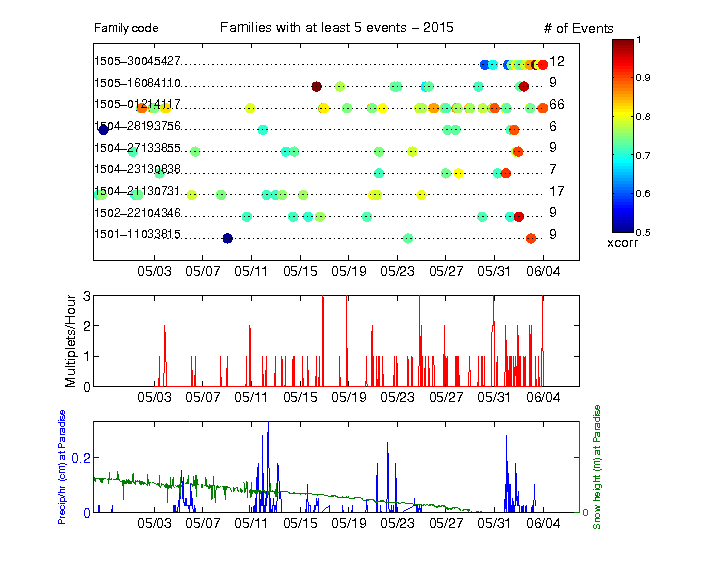 Family code Families with at least 5 events − 2015 # of Events
1505−30045427 12
1505−16084110 9
1505−01214117 66
1504−28193756 6
1504−27133855 9
1504−23130838 7
1504−21130731 17
1502−22104346 9
1501−11033815 9
05/03 05/07 05/11 05/15 05/19 05/23 05/27 05/31 06/04
1
0.9
0.8
0.7
0.6
0.5
xcorr
Multiplets/Hour
3
2
1
0
05/03 05/07 05/11 05/15 05/19 05/23 05/27 05/31 06/04
Precip/hr (cm) at Paradise
0.2
0
05/03 05/07 05/11 05/15 05/19 05/23 05/27 05/31 06/04
0
Snow height (m) at Paradise